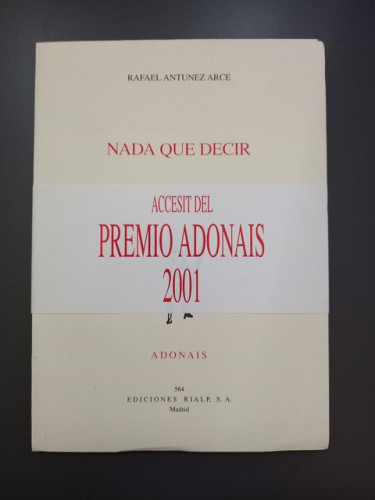 RAFAEL ANTUNEZ ARCE
NADA QUE DECIR
ACCESIT DEL
PREMIO ADONAIS
2001
ADONAIS
564
EDICIONES RIALP, S. A.
Madrid